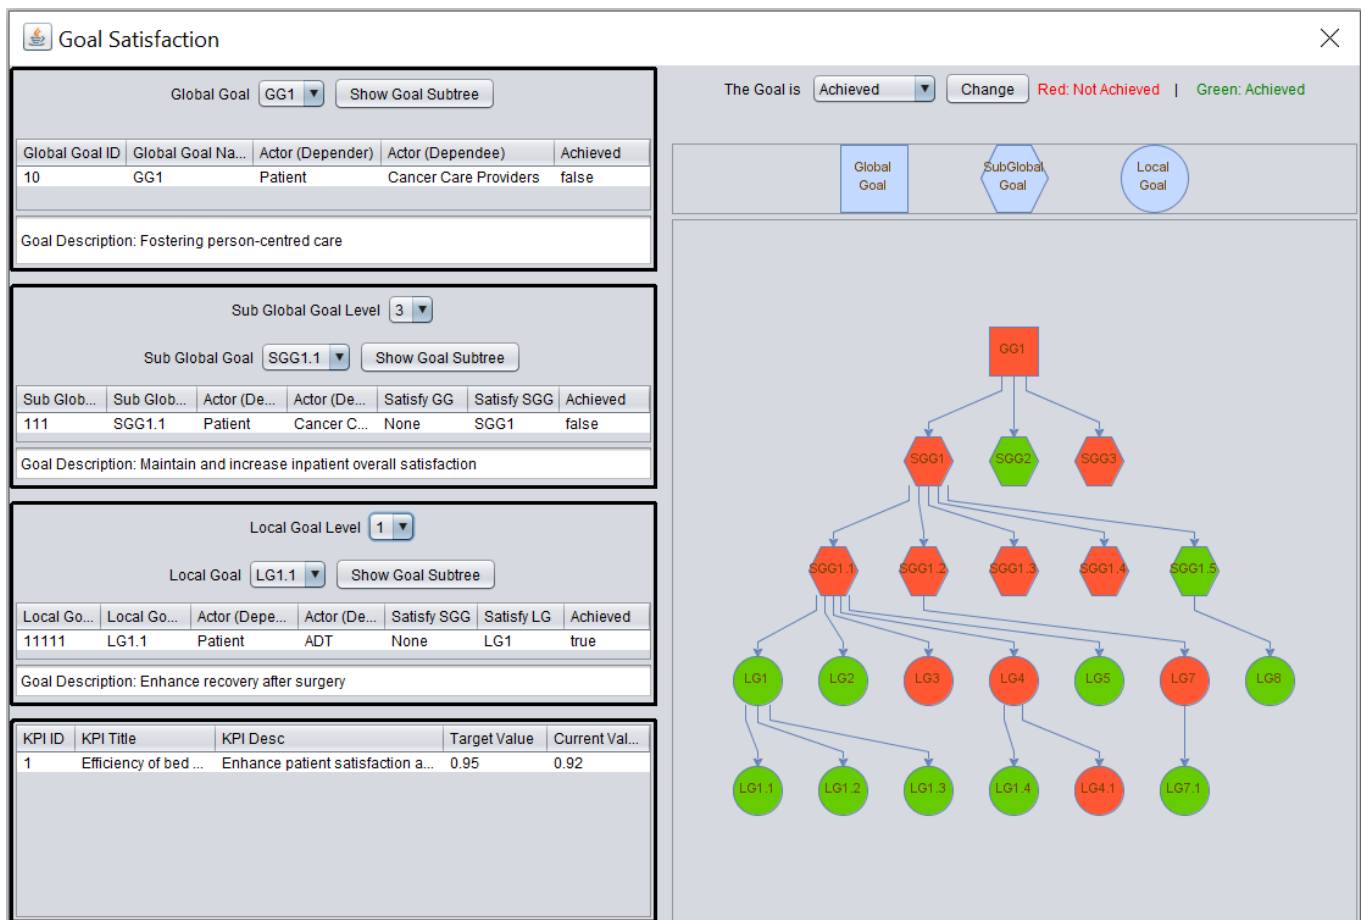 Goal Satisfaction
Global Goal GG1 Show Goal Subtree
Global Goal ID Global Goal Na... Actor (Depender) Actor (Dependee) Achieved
10 GG1 Patient Cancer Care Providers false
Goal Description: Fostering person-centred care
Sub Global Goal Level 3
Sub Global Goal SGG1.1 Show Goal Subtree
Sub Glob... Sub Glob... Actor (De... Actor (De... Satisfy GG Satisfy SGG Achieved
111 SGG1.1 Patient Cancer C... None SGG1 false
Goal Description: Maintain and increase inpatient overall satisfaction
Local Goal Level 1
Local Goal LG1.1 Show Goal Subtree
Local Go... Local Go... Actor (Depe... Actor (De... Satisfy SGG Satisfy LG Achieved
11111 LG1.1 Patient ADT None LG1 true
Goal Description: Enhance recovery after surgery
KPI ID KPI Title KPI Desc Target Value Current Val...
1 Efficiency of bed ... Enhance patient satisfaction a... 0.95 0.92
The Goal is Achieved Change Red: Not Achieved | Green: Achieved
Global SubGlobal Local
Goal Goal Goal
GG1
SGG1 SGG2 SGG3
SGG1.1 SGG1.2 SGG1.3 SGG1.4 SGG1.5
LG1 LG2 LG3 LG4 LG5 LG7 LG8
LG1.1 LG1.2 LG1.3 LG1.4 LG4.1 LG7.1